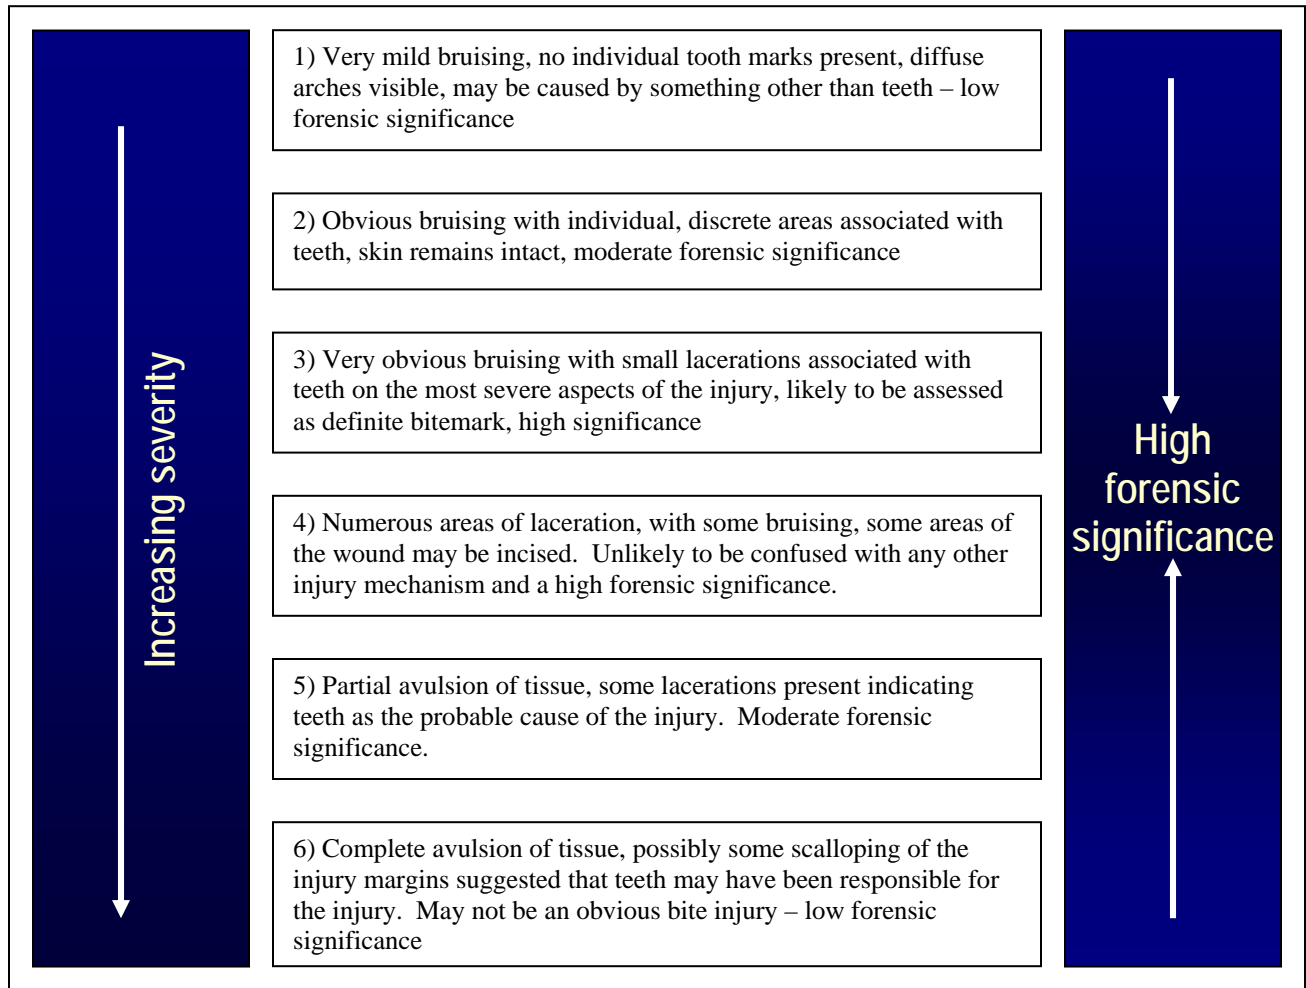 Increasing severity
1) Very mild bruising, no individual tooth marks present, diffuse
arches visible, may be caused by something other than teeth – low
forensic significance
2) Obvious bruising with individual, discrete areas associated with
teeth, skin remains intact, moderate forensic significance
3) Very obvious bruising with small lacerations associated with
teeth on the most severe aspects of the injury, likely to be assessed
as definite bitemark, high significance
4) Numerous areas of laceration, with some bruising, some areas of
the wound may be incised.  Unlikely to be confused with any other
injury mechanism and a high forensic significance.
5) Partial avulsion of tissue, some lacerations present indicating
teeth as the probable cause of the injury.  Moderate forensic
significance.
6) Complete avulsion of tissue, possibly some scalloping of the
injury margins suggested that teeth may have been responsible for
the injury.  May not be an obvious bite injury – low forensic
significance
High
forensic
significance